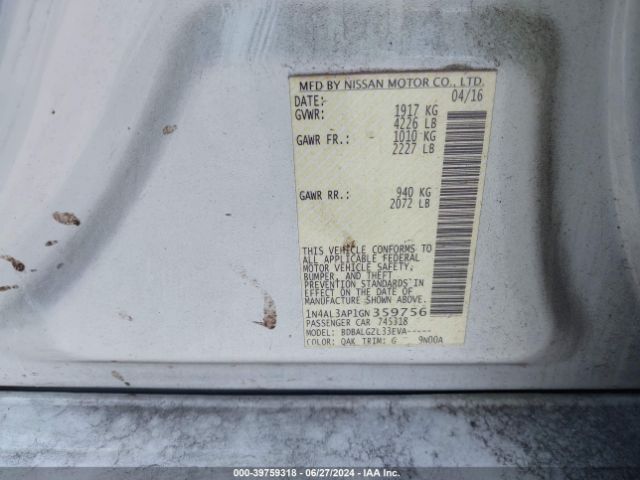 MFD BY NISSAN MOTOR CO., LTD.
DATE: 04/16
GVWR: 1917 KG
4226 LB
GAWR FR.: 1010 KG
2227 LB
GAWR RR.: 940 KG
2072 LB
THIS VEHICLE CONFORMS TO
ALL APPLICABLE FEDERAL
MOTOR VEHICLE SAFETY,
BUMPER, AND THEFT
PREVENTION STANDARDS IN
EFFECT ON THE DATE OF
MANUFACTURE SHOWN ABOVE.
1N4AL3AP1GN359756
PASSENGER CAR 745318
MODEL: BDBALGZL33EVA-----
COLOR: QAK TRIM: G 9N00A
000-39759318 / 06/27/2024 / IAA Inc.